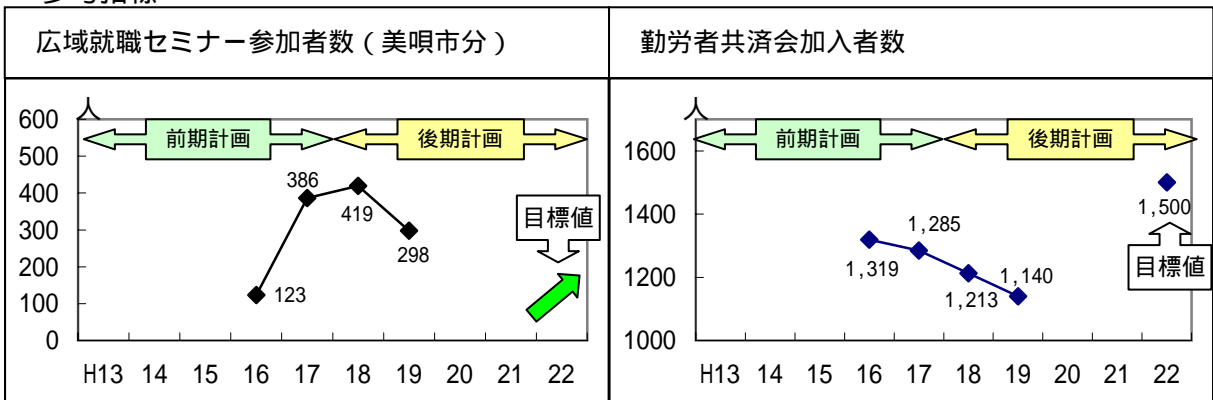 広域就職セミナー参加者数(美唄市分)
人
600
500
400
300
200
100
0
前期計画
後期計画
386
419
298
123
目標値
H13 14 15 16 17 18 19 20 21 22
勤労者共済会加入者数
人
1600
1400
1200
1000
前期計画
後期計画
1,319
1,285
1,213
1,140
1,500
目標値
H13 14 15 16 17 18 19 20 21 22